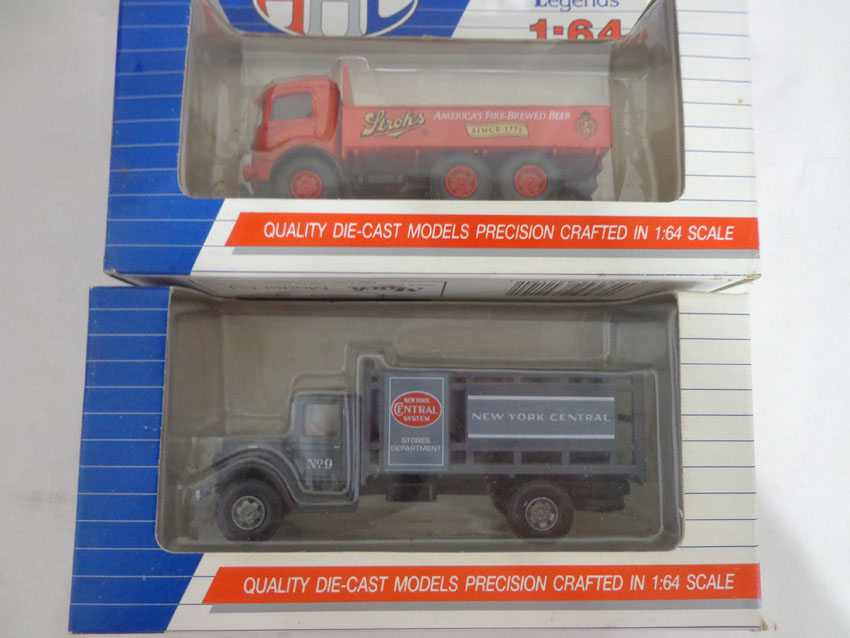 AHL
Legends
1:64
Stroh's
AMERICA'S FIRE-BREWED BEER
SINCE 1775
QUALITY DIE-CAST MODELS PRECISION CRAFTED IN 1:64 SCALE
NEW YORK
CENTRAL
SYSTEM
STORES
DEPARTMENT
NEW YORK CENTRAL
Nº9
QUALITY DIE-CAST MODELS PRECISION CRAFTED IN 1:64 SCALE